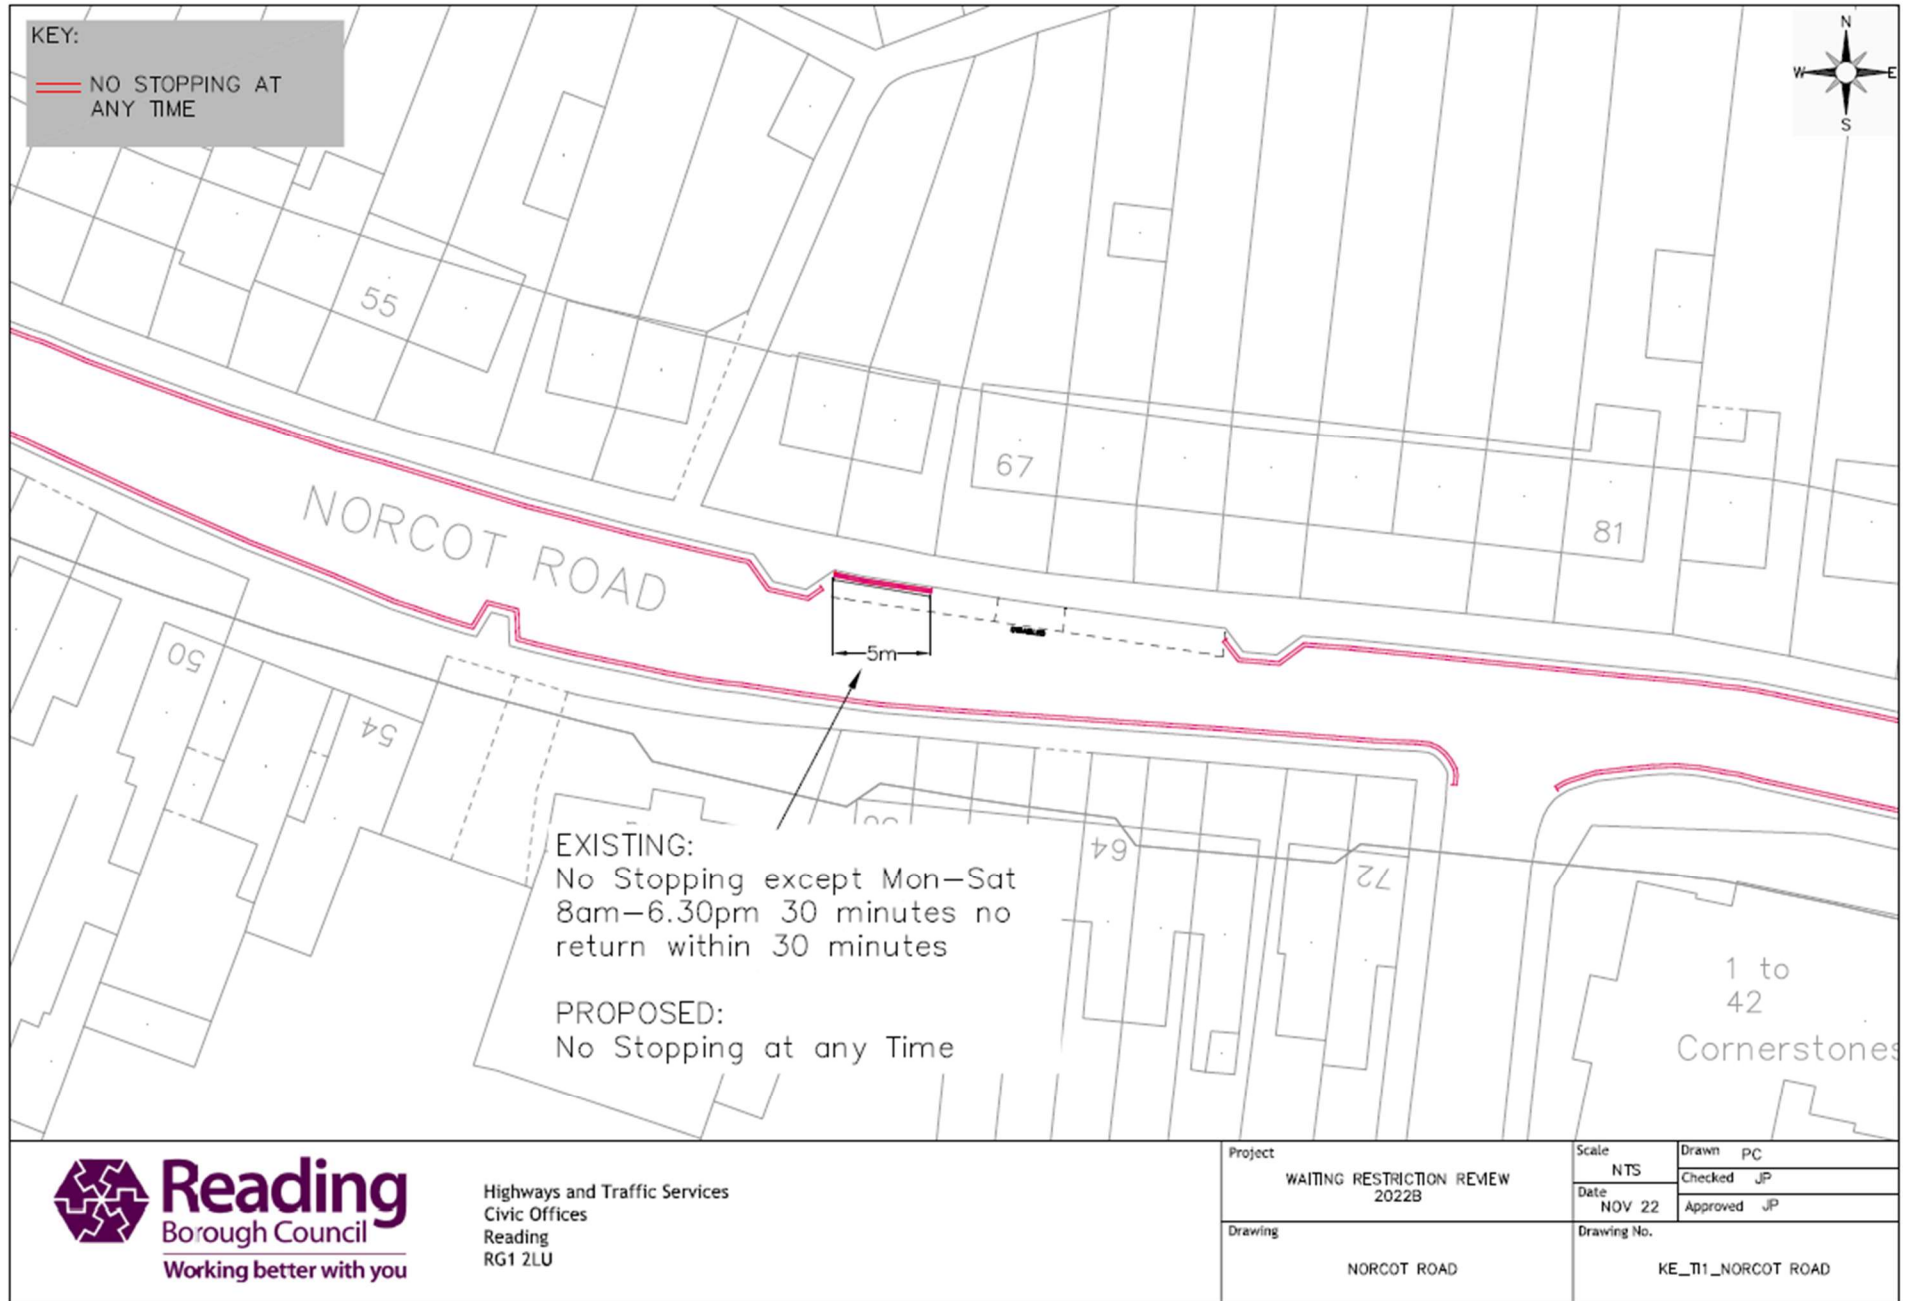 KEY:
NO STOPPING AT
ANY TIME
N
W E
S
55
67
81
NORCOT ROAD
5m
50
54
64
72
EXISTING:
No Stopping except Mon-Sat
8am-6.30pm 30 minutes no
return within 30 minutes
PROPOSED:
No Stopping at any Time
1 to
42
Cornerstones
Reading
Borough Council
Working better with you
Highways and Traffic Services
Civic Offices
Reading
RG1 2LU
Project
WAITING RESTRICTION REVIEW
2022B
Drawing
NORCOT ROAD
Scale
NTS
Date
NOV 22
Drawn PC
Checked JP
Approved JP
Drawing No.
KE_TI1_NORCOT ROAD